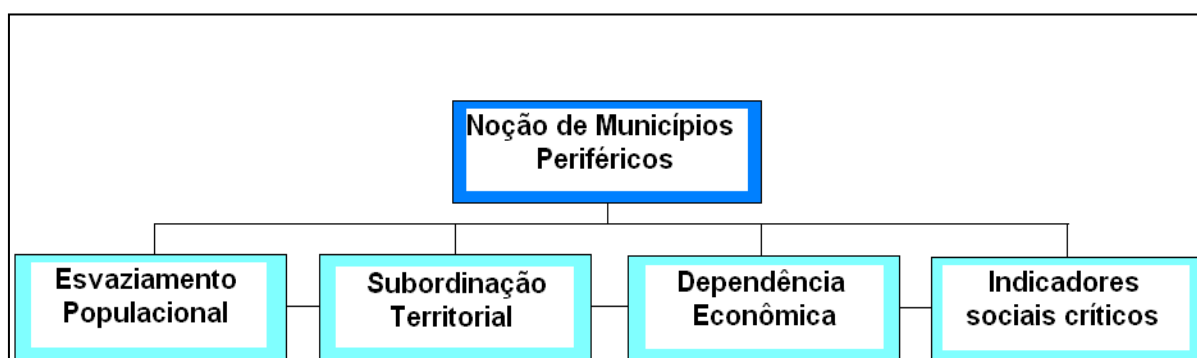 Noção de Municípios
Periféricos
Esvaziamento
Populacional
Subordinação
Territorial
Dependência
Econômica
Indicadores
sociais críticos